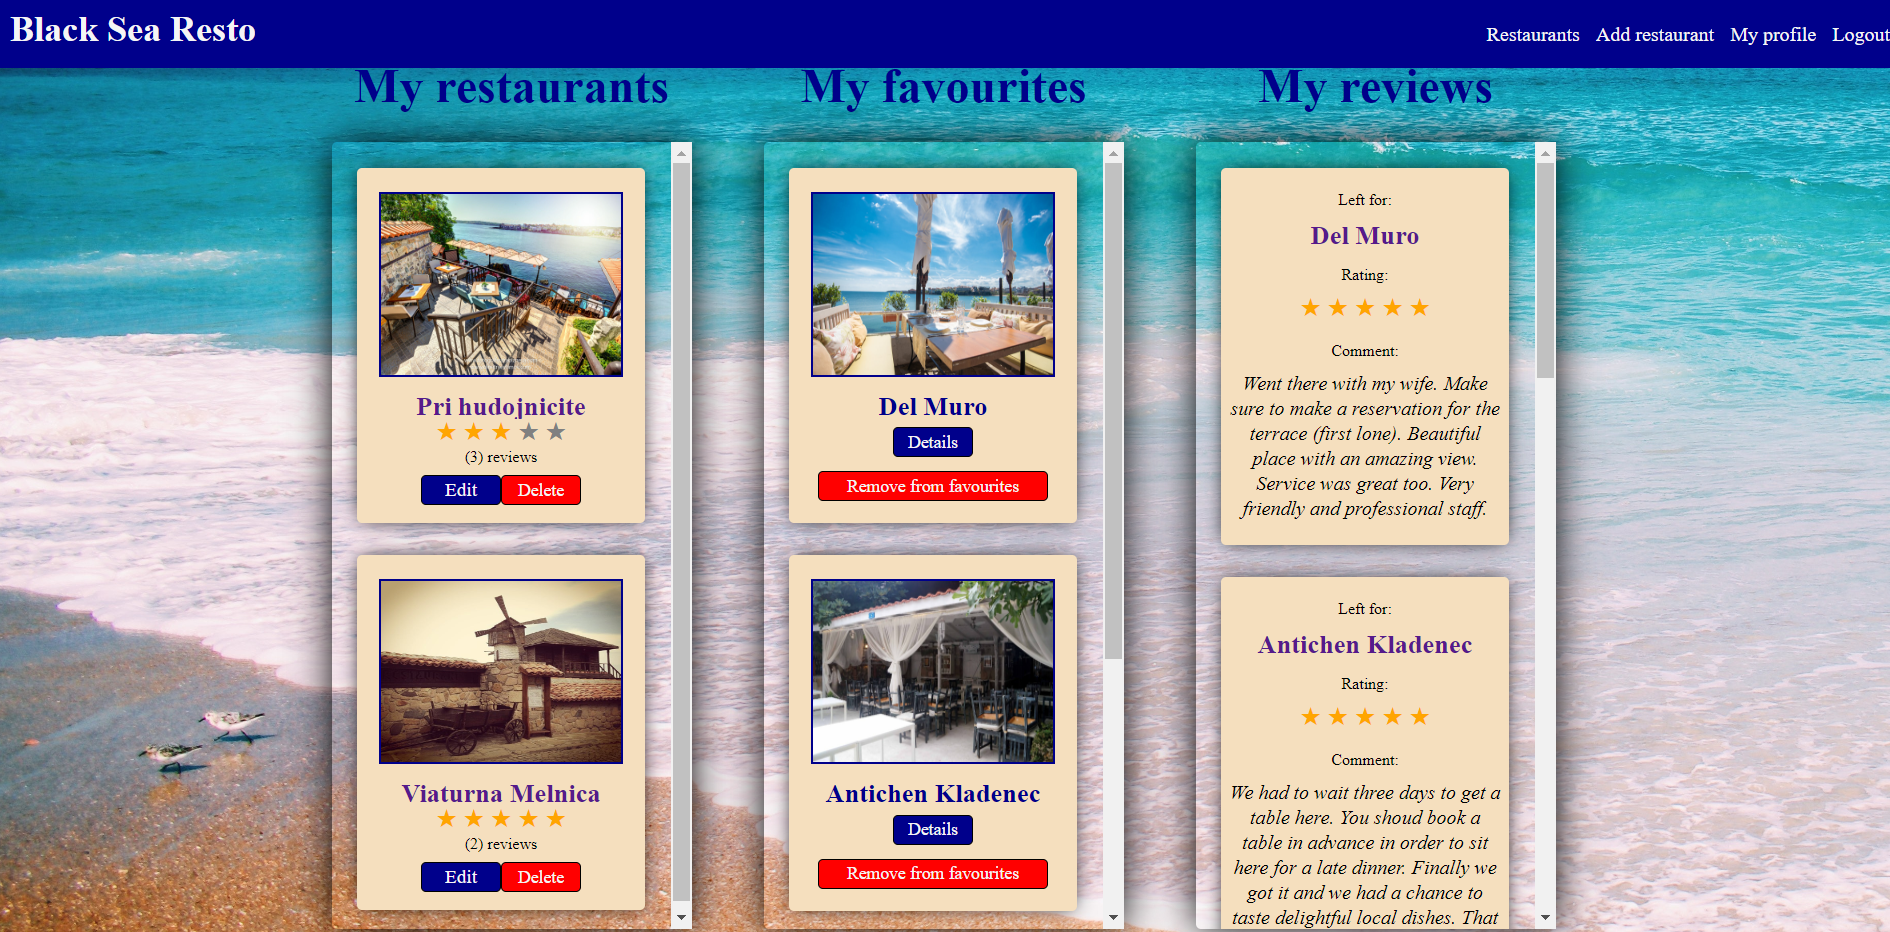 Black Sea Resto
Restaurants Add restaurant My profile Logout
My restaurants
Pri hudojnicite
★ ★ ★ ★ ★
(3) reviews
Edit Delete
Viaturna Melnica
★ ★ ★ ★ ★
(2) reviews
Edit Delete
My favourites
Del Muro
Details
Remove from favourites
Antichen Kladenec
Details
Remove from favourites
My reviews
Left for:
Del Muro
Rating:
★ ★ ★ ★ ★
Comment:
Went there with my wife. Make
sure to make a reservation for the
terrace (first lone). Beautiful
place with an amazing view.
Service was great too. Very
friendly and professional staff.
Left for:
Antichen Kladenec
Rating:
★ ★ ★ ★ ★
Comment:
We had to wait three days to get a
table here. You shoud book a
table in advance in order to sit
here for a late dinner. Finally we
got it and we had a chance to
taste delightful local dishes. That